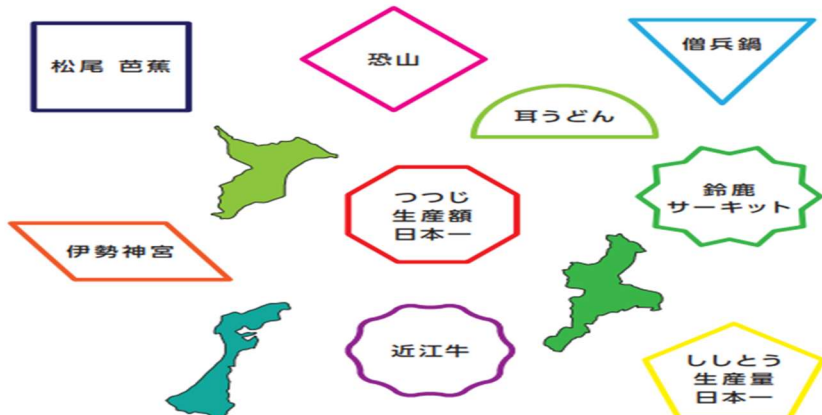 松尾 芭蕉
恐山
僧兵鍋
耳うどん
つつじ
生産額
日本一
鈴鹿
サーキット
伊勢神宮
近江牛
ししとう
生産量
日本一